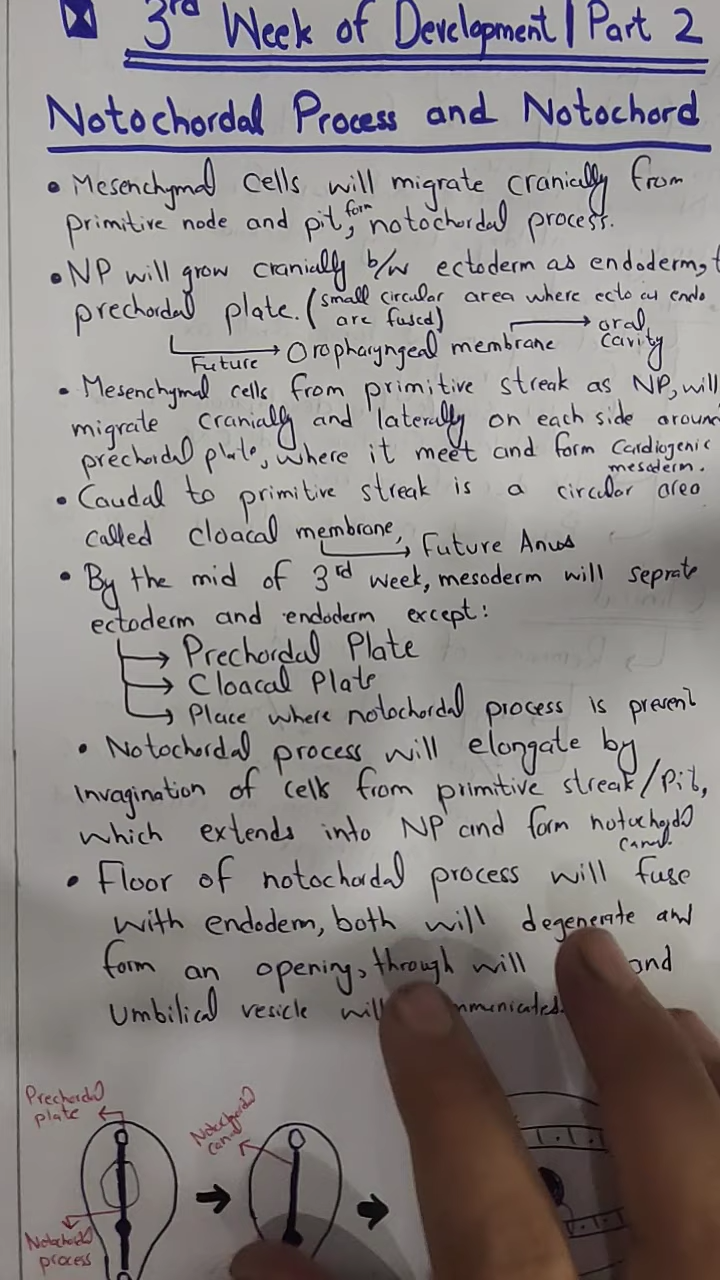 3rd Week of Development | Part 2
Notochordal Process and Notochord
• Mesenchymal cells will migrate cranially from
primitive node and pit, form notochordal process.
• NP will grow cranially b/w ectoderm as endoderm, t
prechordal plate. (small circular area where ecto as endo
are fused)
Future → Oropharyngeal membrane → oral cavity
• Mesenchymal cells from primitive streak as NP, will
migrate cranially and laterally on each side around
prechordal plate, where it meet and form Cardiogenic
mesoderm.
• Caudal to primitive streak is a circular area
called cloacal membrane,
→ Future Anus
• By the mid of 3rd week, mesoderm will seprate
ectoderm and endoderm except:
→ Prechordal Plate
→ Cloacal Plate
→ Place where notochordal process is present
• Notochordal process will elongate by
invagination of cells from primitive streak/Pit,
which extends into NP and form notochordal
canal.
• Floor of notochordal process will fuse
with endoderm, both will degenerate and
form an opening, through will and
Umbilical vesicle will
Prechordal
plate
Notochordal
canal
Notochordal
process